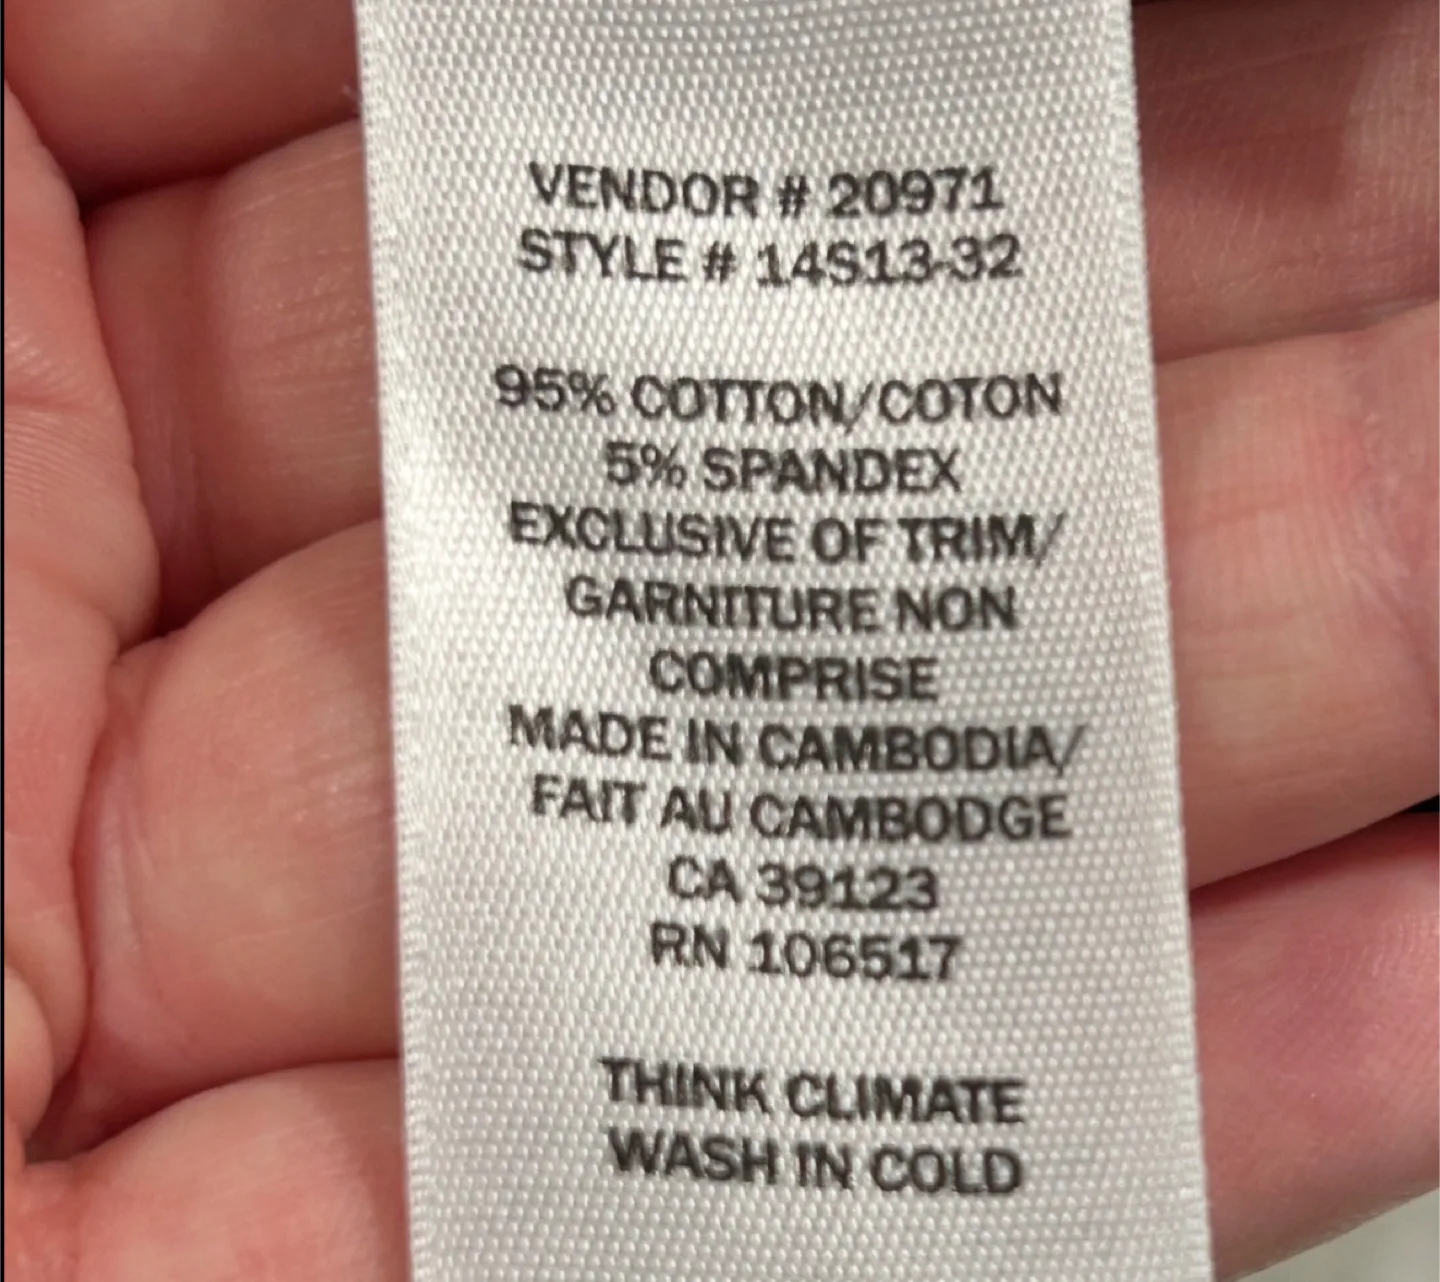 VENDOR # 20971
STYLE # 14S13-32
95% COTTON/COTON
5% SPANDEX
EXCLUSIVE OF TRIM/
GARNITURE NON
COMPRISE
MADE IN CAMBODIA/
FAIT AU CAMBODGE
CA 39123
RN 106517
THINK CLIMATE
WASH IN COLD